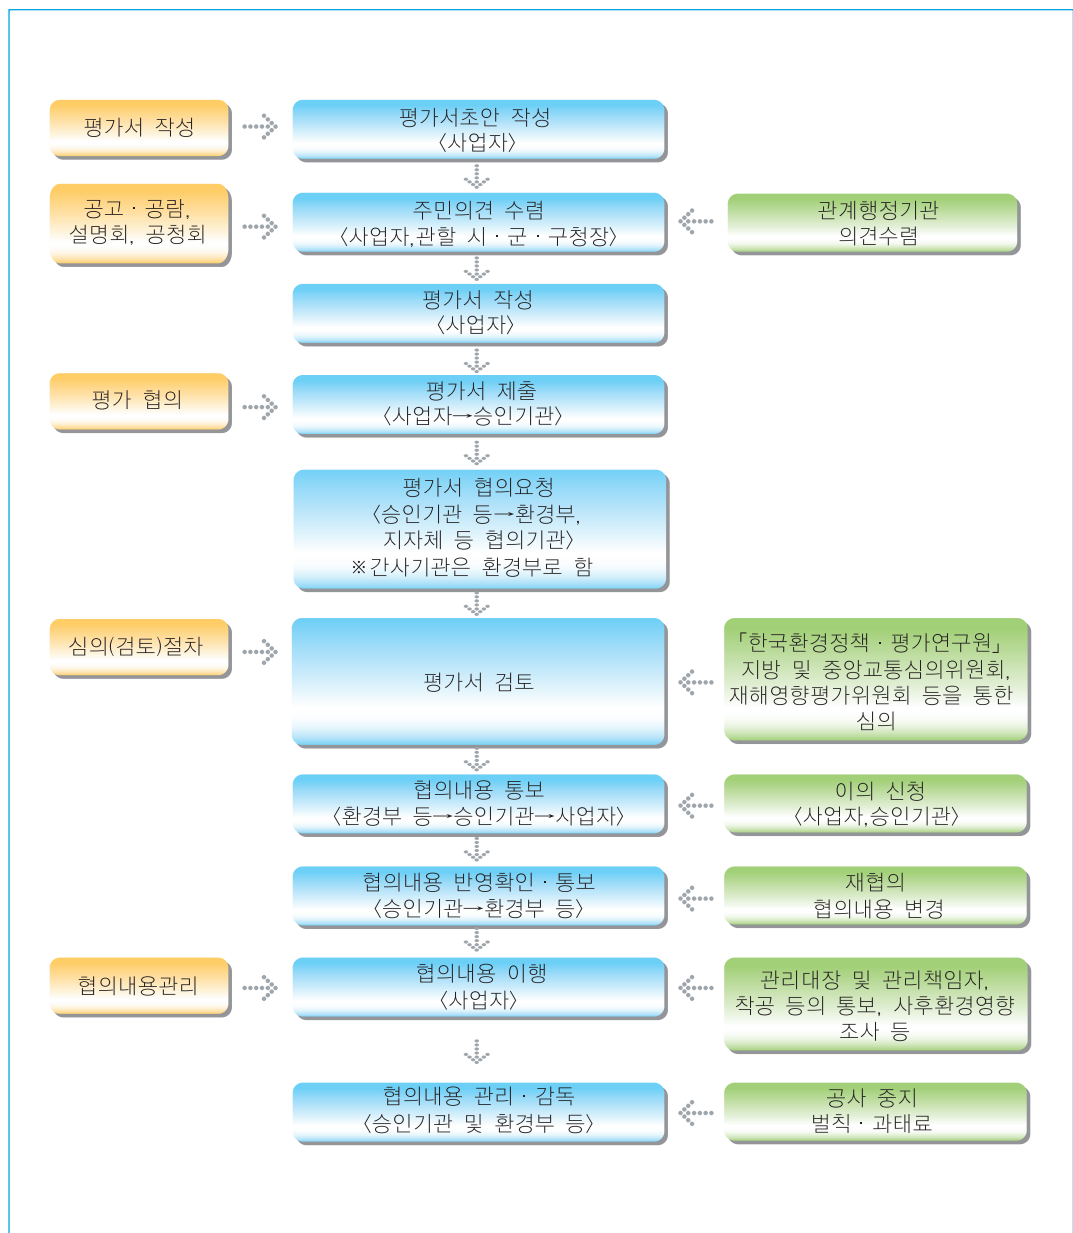 평가서 작성
평가서초안 작성
〈사업자〉
공고·공람,
설명회, 공청회
주민의견 수렴
〈사업자,관할 시·군·구청장〉
관계행정기관
의견수렴
평가서 작성
〈사업자〉
평가 협의
평가서 제출
〈사업자→승인기관〉
평가서 협의요청
〈승인기관 등→환경부,
지자체 등 협의기관〉
※간사기관은 환경부로 함
심의(검토)절차
평가서 검토
「한국환경정책·평가연구원」
지방 및 중앙교통심의위원회,
재해영향평가위원회 등을 통한
심의
협의내용 통보
〈환경부 등→승인기관→사업자〉
이의 신청
〈사업자,승인기관〉
협의내용 반영확인·통보
〈승인기관→환경부 등〉
재협의
협의내용 변경
협의내용관리
협의내용 이행
〈사업자〉
관리대장 및 관리책임자,
착공 등의 통보, 사후환경영향
조사 등
협의내용 관리·감독
〈승인기관 및 환경부 등〉
공사 중지
벌칙·과태료